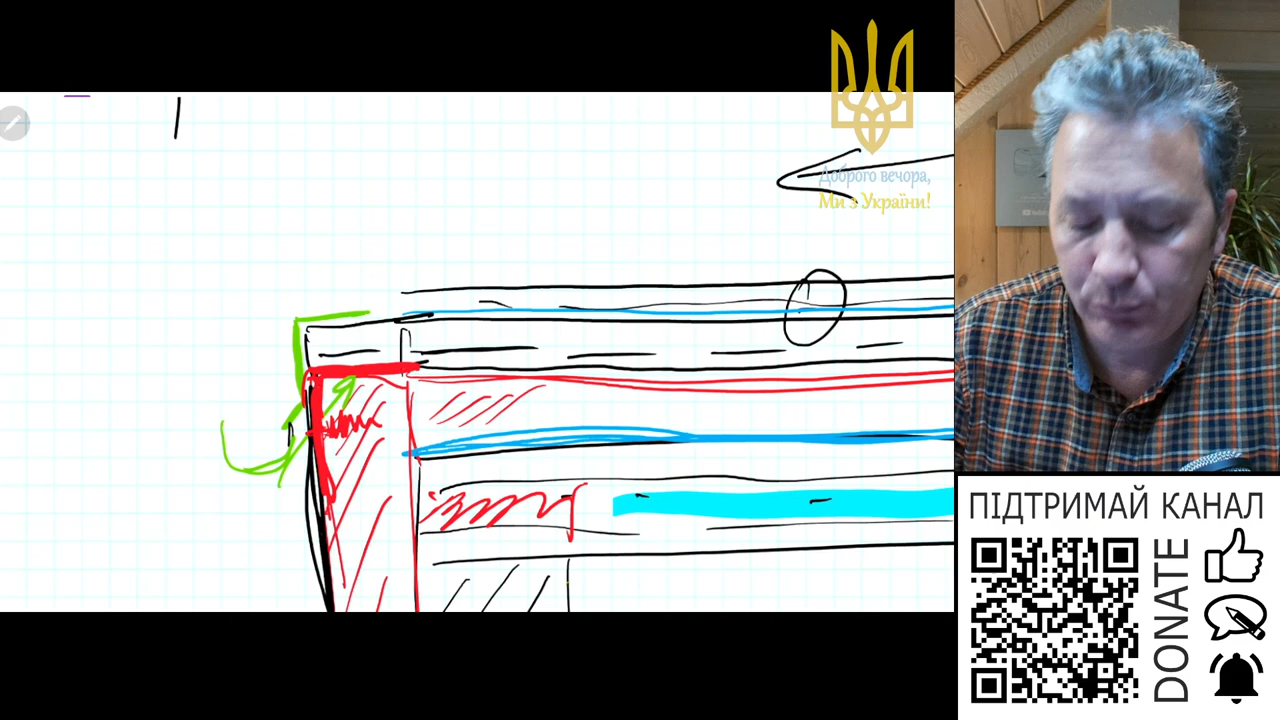 Доброго вечора,
Ми з України!
ПІДТРИМАЙ КАНАЛ
DONATE